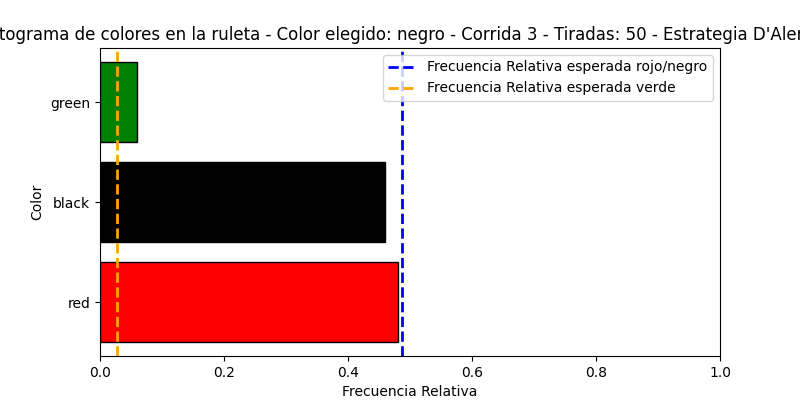 tograma de colores en la ruleta - Color elegido: negro - Corrida 3 - Tiradas: 50 - Estrategia D'Aler
Frecuencia Relativa esperada rojo/negro
Frecuencia Relativa esperada verde
green
black
red
Color
0.0 0.2 0.4 0.6 0.8 1.0
Frecuencia Relativa